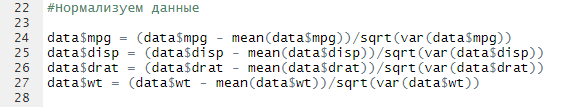 22
23 #Нормализуем данные
24 data$mpg = (data$mpg - mean(data$mpg))/sqrt(var(data$mpg))
25 data$disp = (data$disp - mean(data$disp))/sqrt(var(data$disp))
26 data$drat = (data$drat - mean(data$drat))/sqrt(var(data$drat))
27 data$wt = (data$wt - mean(data$wt))/sqrt(var(data$wt))
28